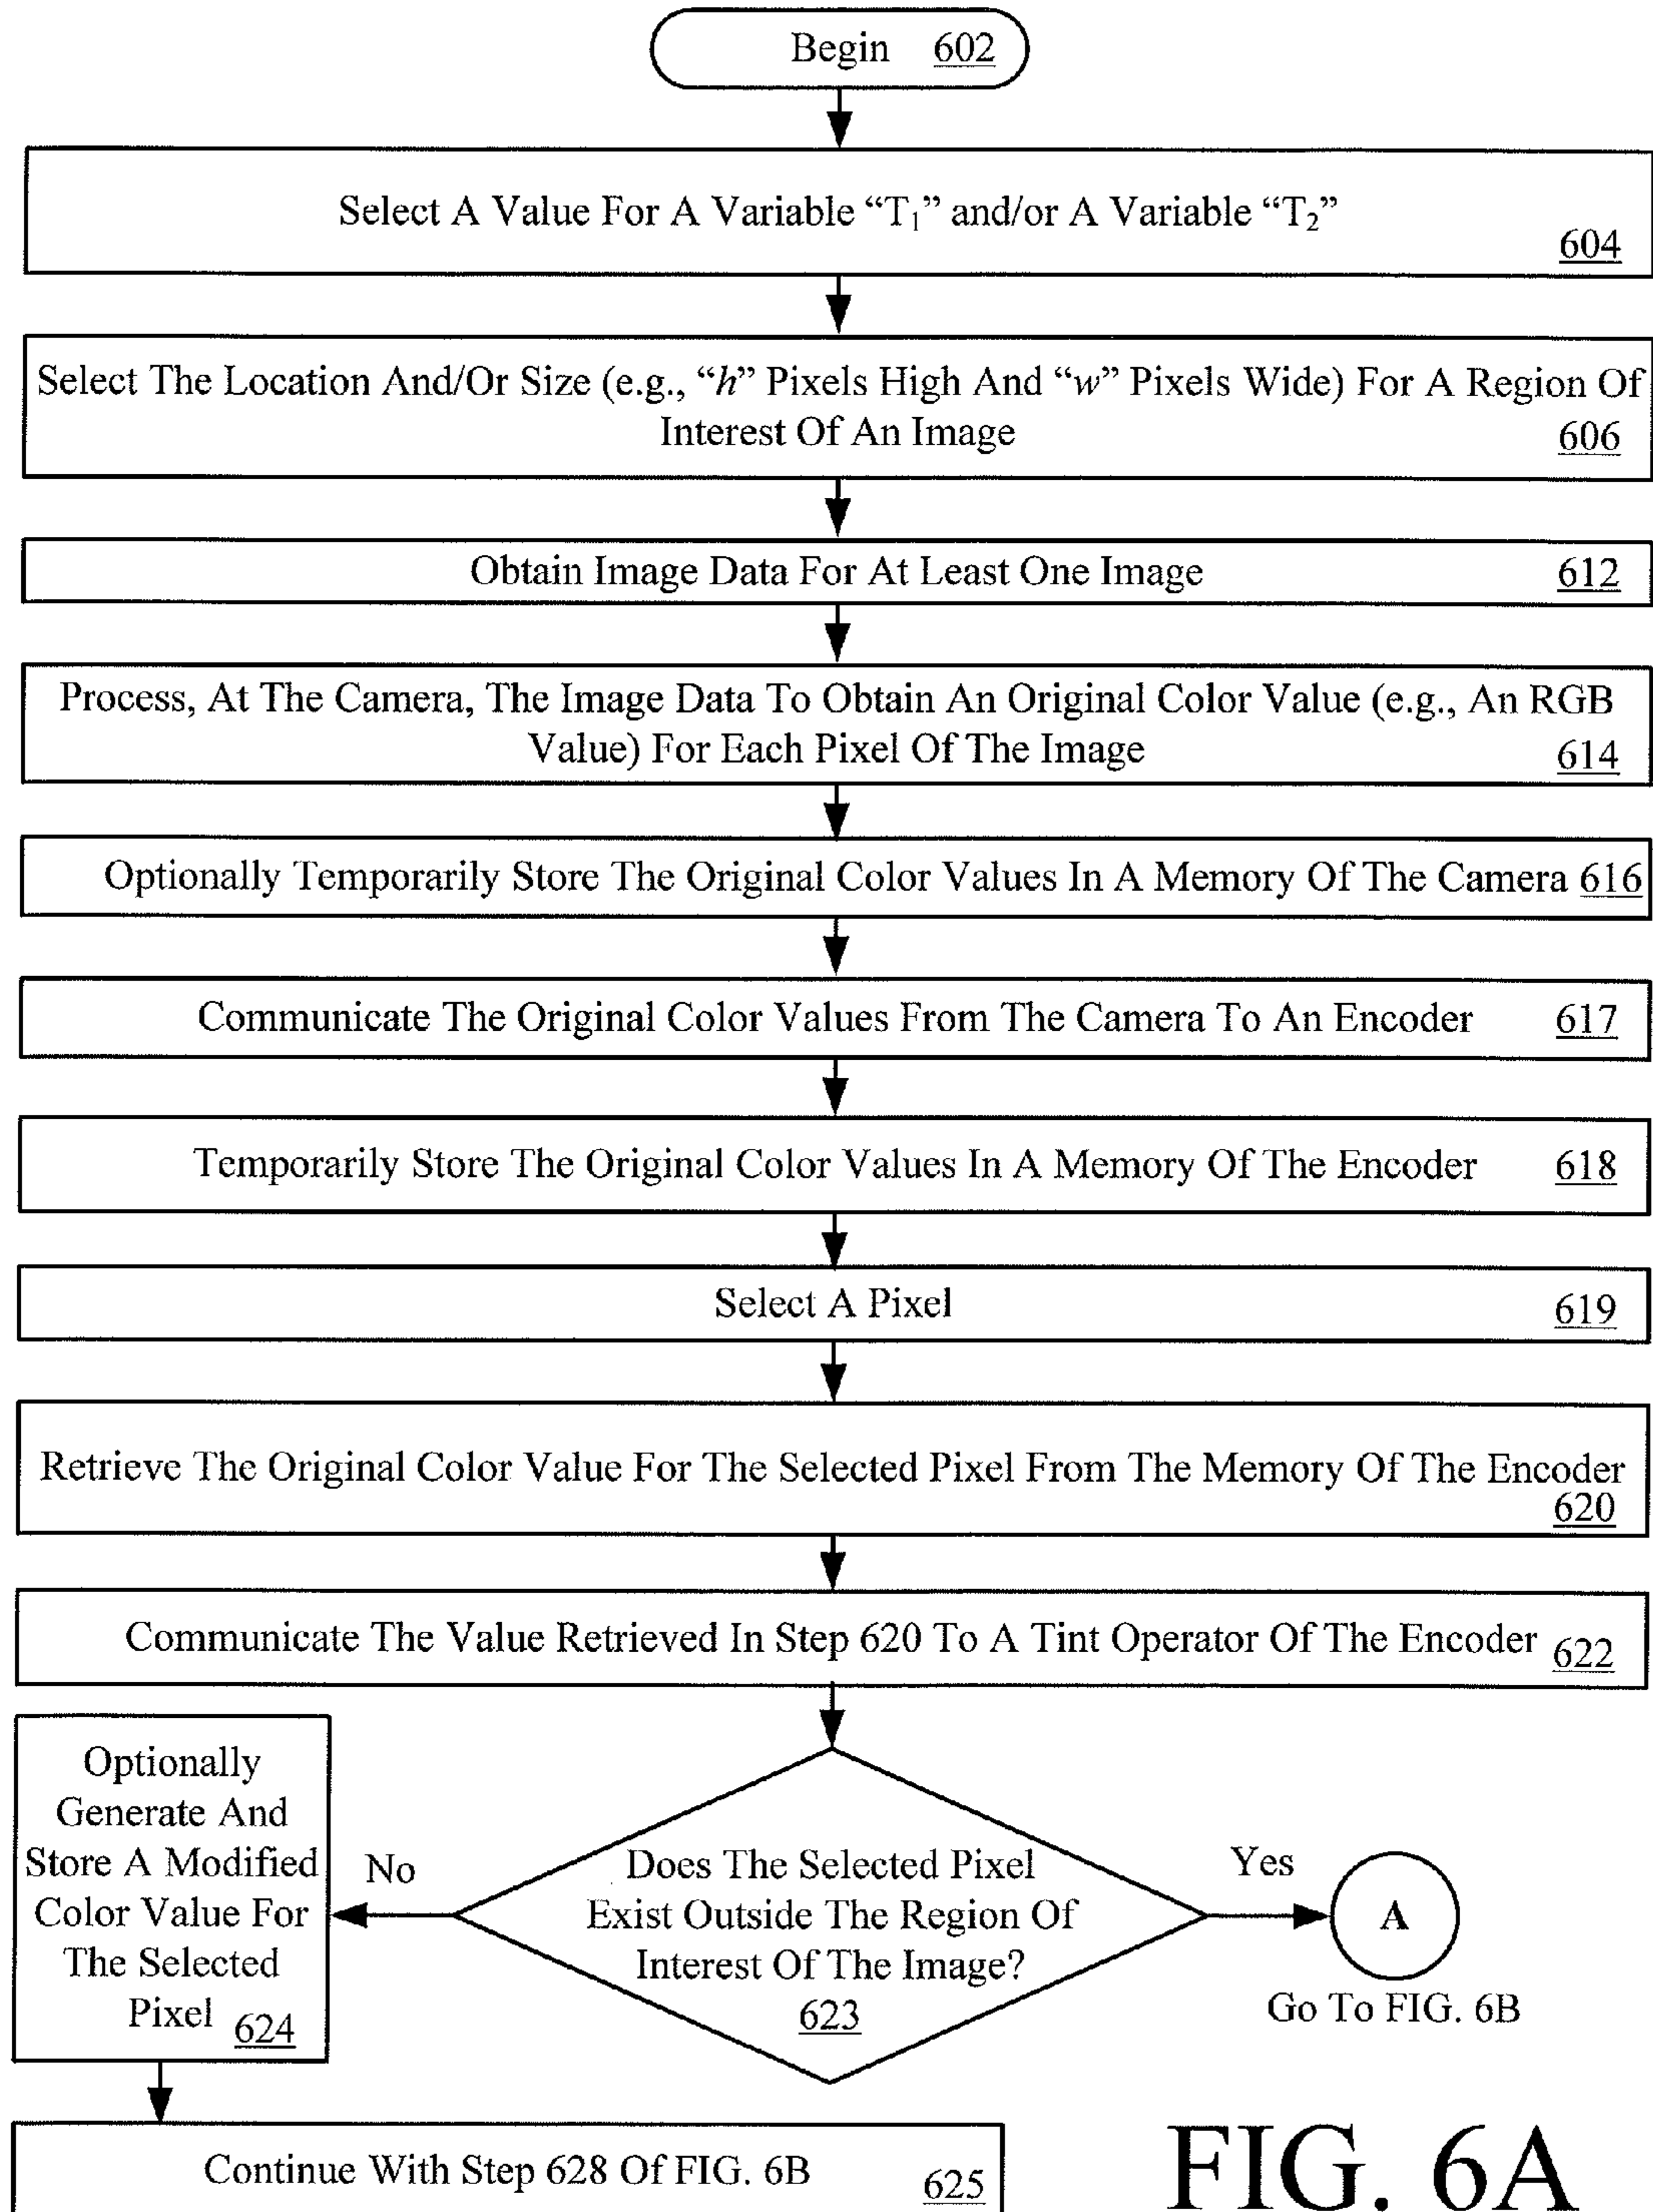 Begin 602
Select A Value For A Variable “T₁” and/or A Variable “T₂”
604
Select The Location And/Or Size (e.g., “h” Pixels High And “w” Pixels Wide) For A Region Of
Interest Of An Image 606
Obtain Image Data For At Least One Image 612
Process, At The Camera, The Image Data To Obtain An Original Color Value (e.g., An RGB
Value) For Each Pixel Of The Image 614
Optionally Temporarily Store The Original Color Values In A Memory Of The Camera 616
Communicate The Original Color Values From The Camera To An Encoder 617
Temporarily Store The Original Color Values In A Memory Of The Encoder 618
Select A Pixel 619
Retrieve The Original Color Value For The Selected Pixel From The Memory Of The Encoder
620
Communicate The Value Retrieved In Step 620 To A Tint Operator Of The Encoder 622
Optionally
Generate And
Store A Modified
Color Value For
The Selected
Pixel 624
No
Does The Selected Pixel
Exist Outside The Region Of
Interest Of The Image?
623
Yes
A
Go To FIG. 6B
Continue With Step 628 Of FIG. 6B 625
FIG. 6A